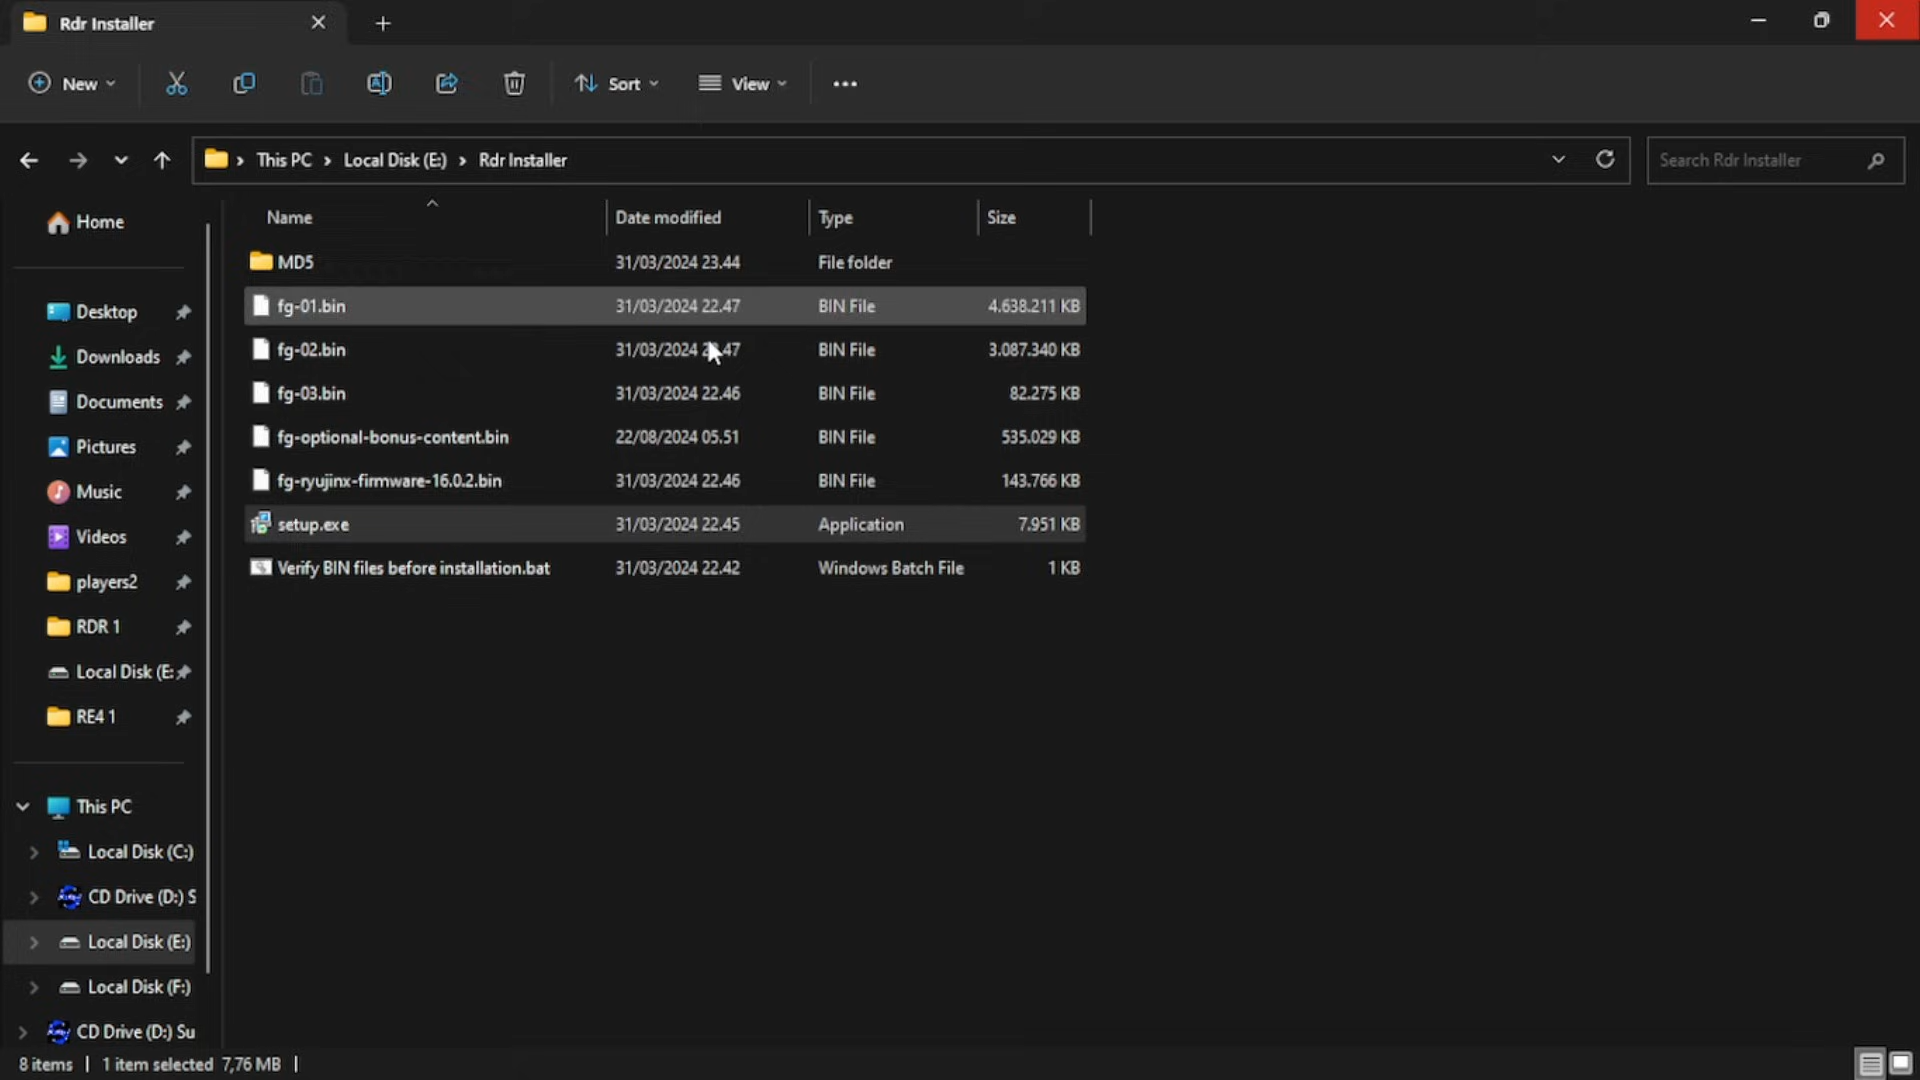 Rdr Installer
New
Sort
View
This PC
Local Disk (E:)
Rdr Installer
Search Rdr Installer
Name
Date modified
Type
Size
MD5
31/03/2024 23.44
File folder
fg-01.bin
31/03/2024 22.47
BIN File
4.638.211 KB
fg-02.bin
31/03/2024
BIN File
3.087.340 KB
fg-03.bin
31/03/2024 22.46
BIN File
82.275 KB
fg-optional-bonus-content.bin
22/08/2024 05.51
BIN File
535.029 KB
fg-ryujinx-firmware-16.0.2.bin
31/03/2024 22.46
BIN File
143.766 KB
setup.exe
31/03/2024 22.45
Application
7.951 KB
Verify BIN files before installation.bat
31/03/2024 22.42
Windows Batch File
1 KB
Home
Desktop
Downloads
Documents
Pictures
Music
Videos
players2
RDR 1
Local Disk (E:
RE4 1
This PC
Local Disk (C:)
CD Drive (D:) S
Local Disk (E:)
Local Disk (F:)
CD Drive (D:) Su
8 items
1 item selected 7,76 MB